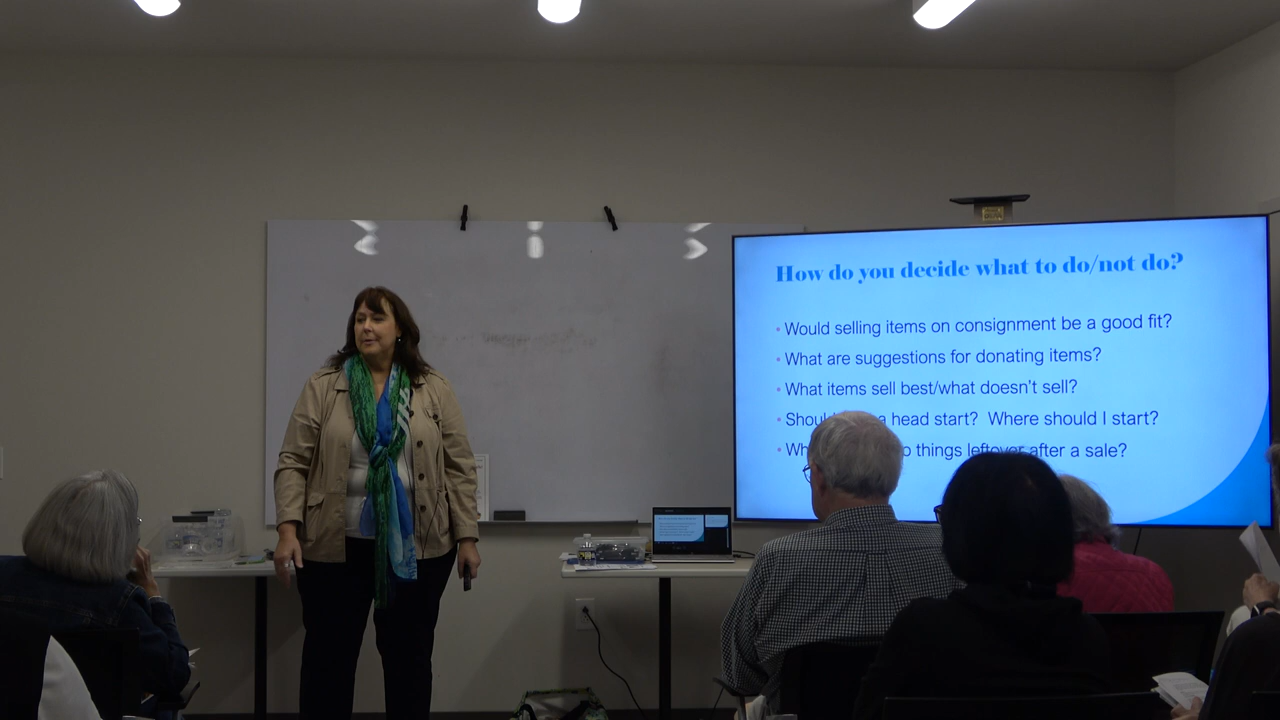 How do you decide what to do/not do?
• Would selling items on consignment be a good fit?
• What are suggestions for donating items?
• What items sell best/what doesn't sell?
• Shoul a head start? Where should I start?
• Wh things leftover after a sale?